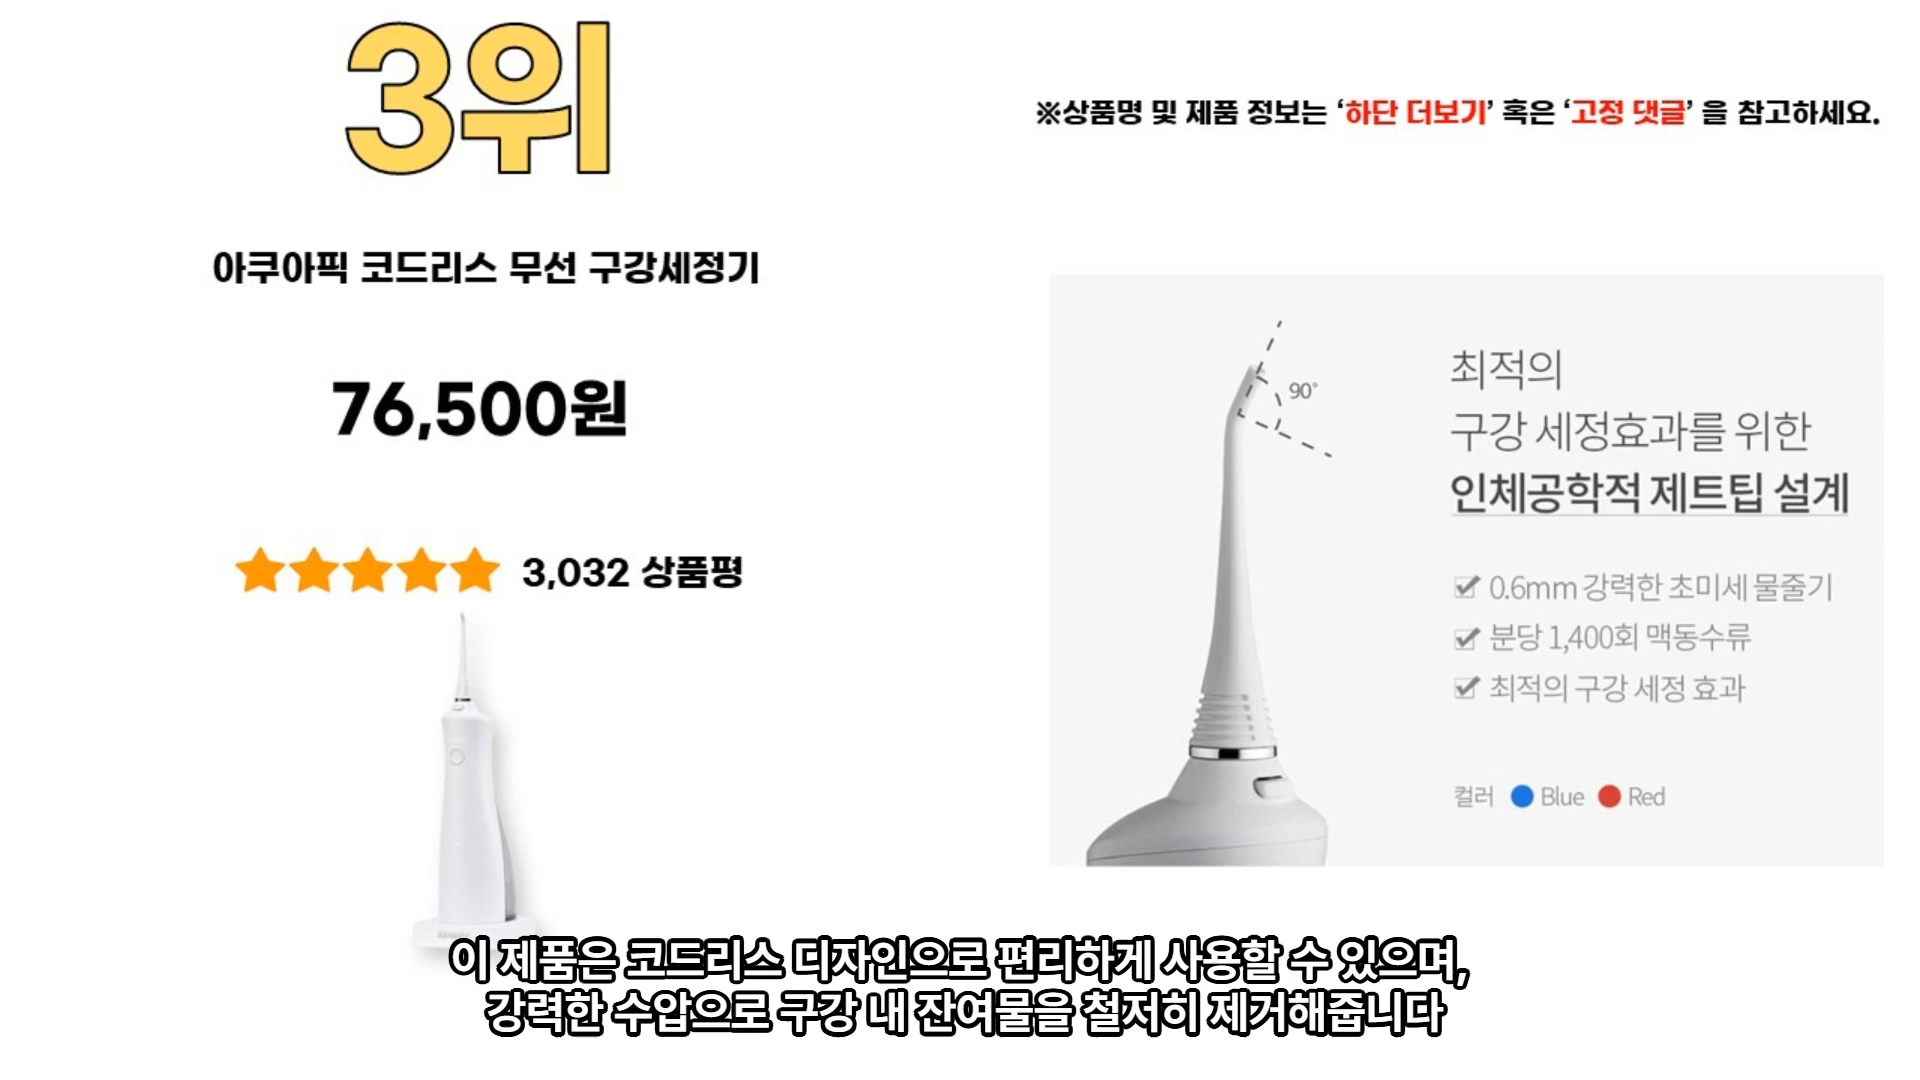 3위
※상품명 및 제품 정보는 ‘하단 더보기’ 혹은 ‘고정 댓글’ 을 참고하세요.
아쿠아픽 코드리스 무선 구강세정기
76,500원
3,032 상품평
90°
최적의
구강 세정효과를 위한
인체공학적 제트팁 설계
0.6mm 강력한 초미세 물줄기
분당 1,400회 맥동수류
최적의 구강 세정 효과
컬러 Blue Red
이 제품은 코드리스 디자인으로 편리하게 사용할 수 있으며,
강력한 수압으로 구강 내 잔여물을 철저히 제거해줍니다